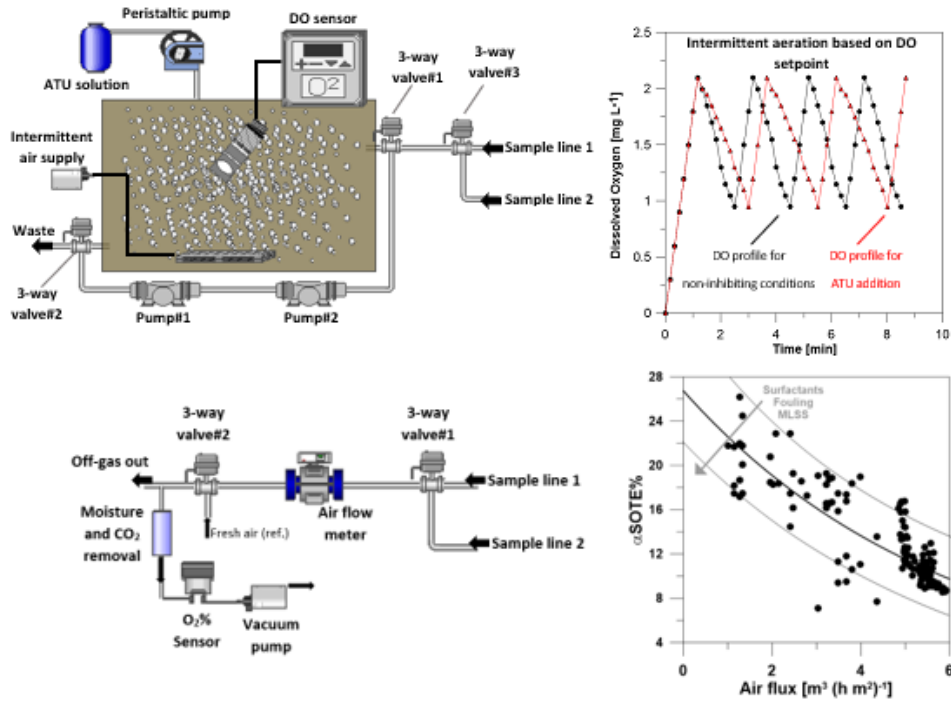 Peristaltic pump
DO sensor
ATU solution
O²
3-way
valve#1
3-way
valve#3
Intermittent
air supply
Sample line 1
Sample line 2
Waste
3-way
valve#2
Pump#1
Pump#2
Intermittent aeration based on DO
setpoint
Dissolved Oxygen [mg L-1]
2.5
2
1.5
1
0.5
0
DO profile for
non-inhibiting conditions
DO profile for
ATU addition
0
2
4
6
8
10
Time [min]
3-way
valve#2
3-way
valve#1
Off-gas out
Sample line 1
Moisture
and CO₂
removal
Fresh air (ref.)
Air flow
meter
Sample line 2
O₂%
Sensor
Vacuum
pump
αSOTE%
28
24
20
16
12
8
4
Surfactants
Fouling
MLSS
0
2
4
6
Air flux [m³ (h m²)-¹]